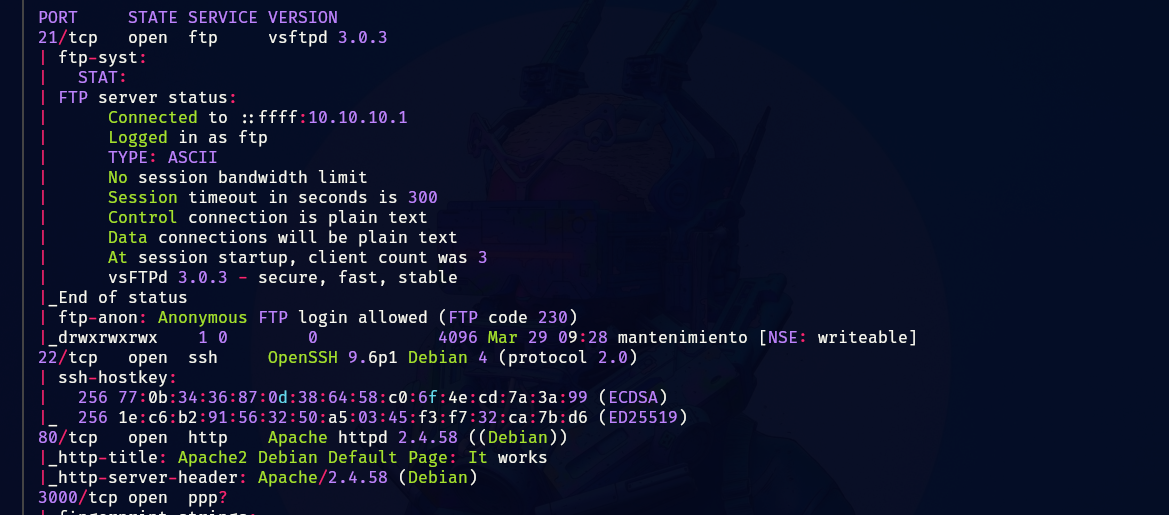 PORT     STATE SERVICE VERSION
21/tcp   open  ftp     vsftpd 3.0.3
| ftp-syst:
|   STAT:
| FTP server status:
|      Connected to ::ffff:10.10.10.1
|      Logged in as ftp
|      TYPE: ASCII
|      No session bandwidth limit
|      Session timeout in seconds is 300
|      Control connection is plain text
|      Data connections will be plain text
|      At session startup, client count was 3
|      vsFTPd 3.0.3 - secure, fast, stable
|_End of status
| ftp-anon: Anonymous FTP login allowed (FTP code 230)
|_drwxrwxrwx    1 0        0            4096 Mar 29 09:28 mantenimiento [NSE: writeable]
22/tcp   open  ssh     OpenSSH 9.6p1 Debian 4 (protocol 2.0)
| ssh-hostkey:
|   256 77:0b:34:36:87:0d:38:64:58:c0:6f:4e:cd:7a:3a:99 (ECDSA)
|_  256 1e:c6:b2:91:56:32:50:a5:03:45:f3:f7:32:ca:7b:d6 (ED25519)
80/tcp   open  http    Apache httpd 2.4.58 ((Debian))
|_http-title: Apache2 Debian Default Page: It works
|_http-server-header: Apache/2.4.58 (Debian)
3000/tcp open  ppp?
| fingerprint-strings: